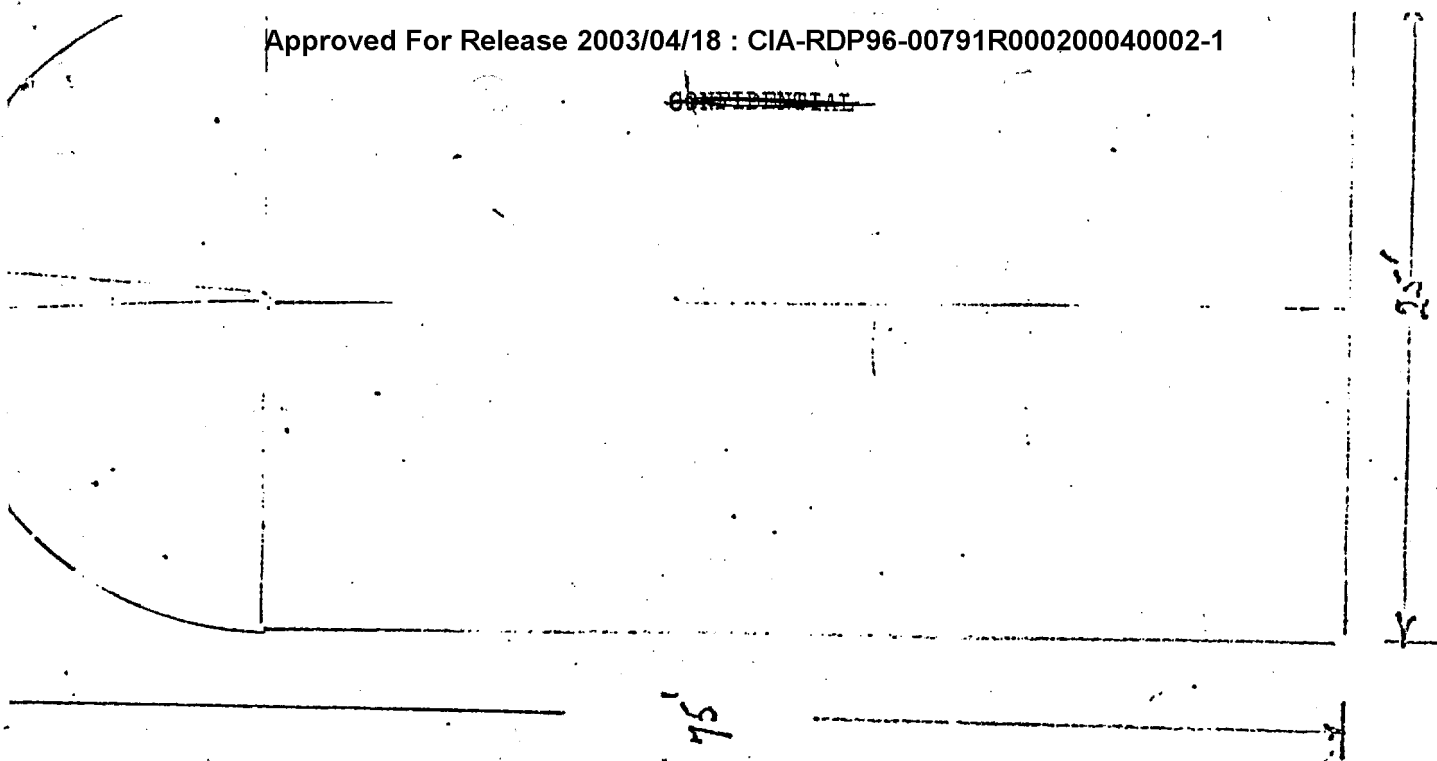 Approved For Release 2003/04/18 : CIA-RDP96-00791R000200040002-1
CONFIDENTIAL
25'
75'